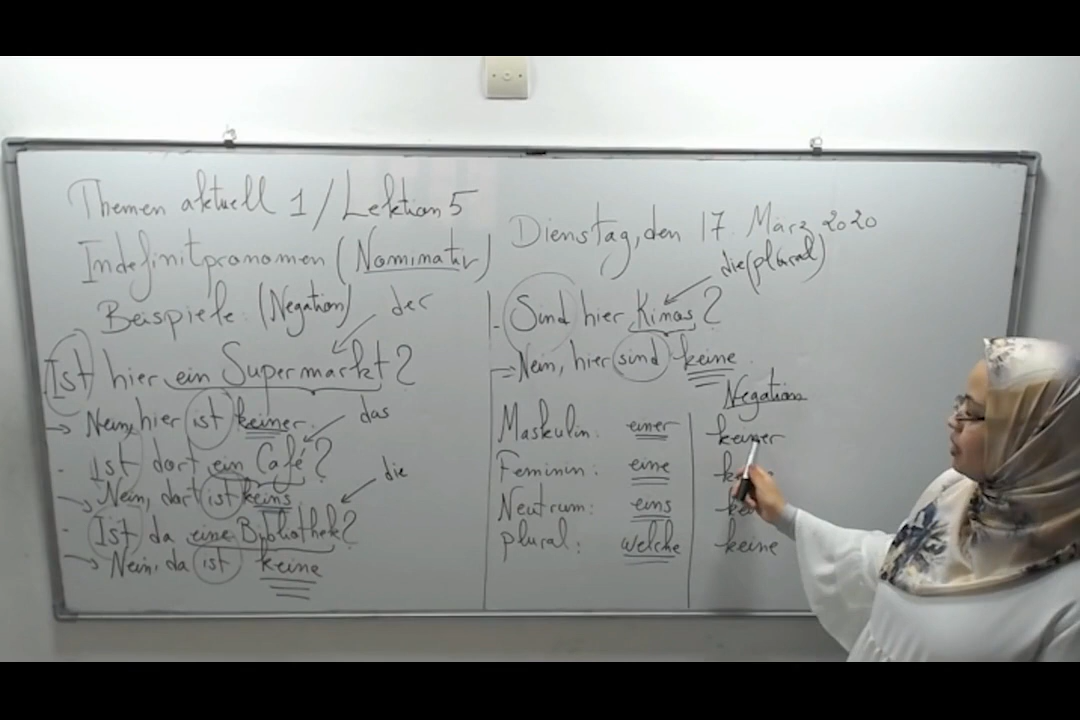 Themen aktuell 1 / Lektion 5
Indefinitpronomen (Nominativ)
Beispiele: (Negation)
der
Ist hier ein Supermarkt?
→ Nein, hier ist keiner.
das
- Ist dort ein Café?
→ Nein, dort ist keins
die
- Ist da eine Bibliothek?
→ Nein, da ist keine
Dienstag, den 17. März 2020
die (plural)
- Sind hier Kinos?
→ Nein, hier sind keine.
Negation
Maskulin: einer keiner
Feminin: eine
Neutrum: eins
plural: welche keine